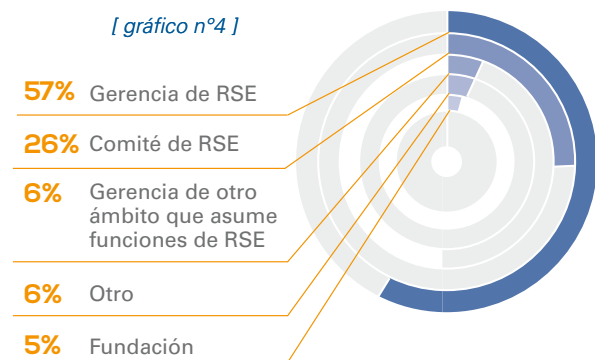 [ gráfico n°4 ]
57% Gerencia de RSE
26% Comité de RSE
6% Gerencia de otro
ámbito que asume
funciones de RSE
6% Otro
5% Fundación